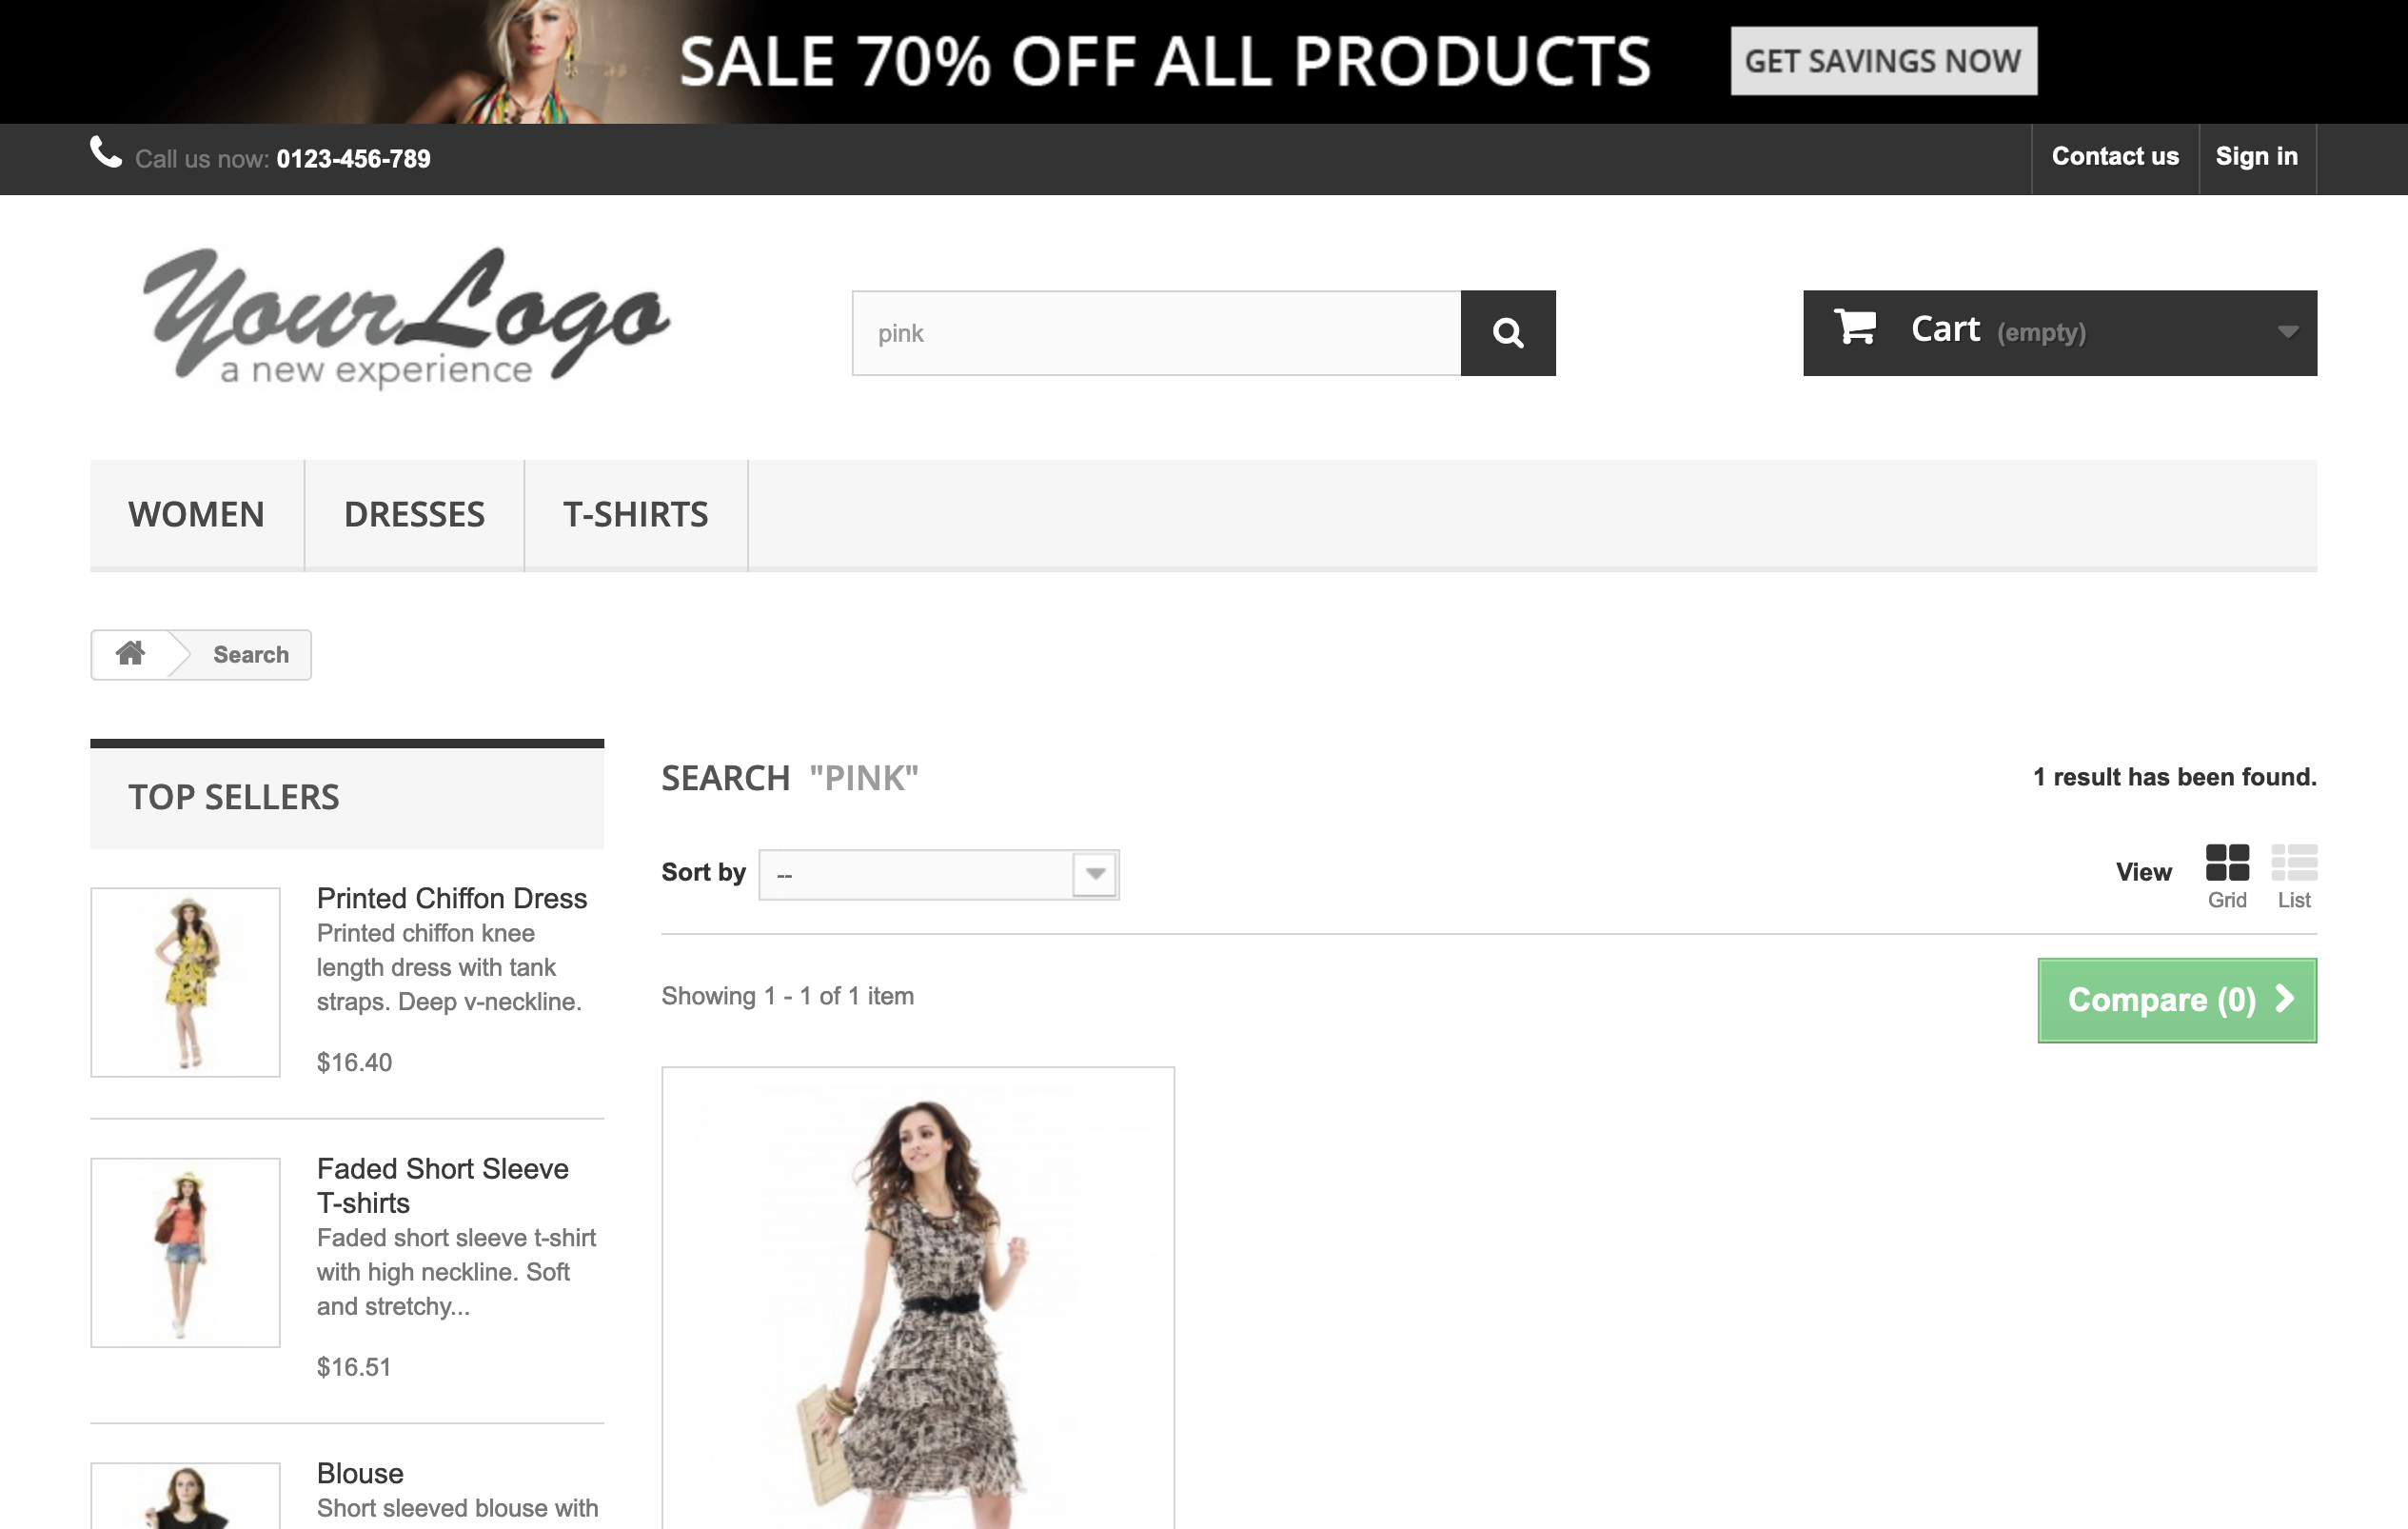 SALE 70% OFF ALL PRODUCTS
GET SAVINGS NOW
Call us now: 0123-456-789
Contact us
Sign in
YourLogo
a new experience
pink
Cart (empty)
WOMEN
DRESSES
T-SHIRTS
Search
TOP SELLERS
Printed Chiffon Dress
Printed chiffon knee
length dress with tank
straps. Deep v-neckline.
$16.40
Faded Short Sleeve
T-shirts
Faded short sleeve t-shirt
with high neckline. Soft
and stretchy...
$16.51
Blouse
Short sleeved blouse with
SEARCH "PINK"
1 result has been found.
Sort by
--
View
Grid
List
Showing 1 - 1 of 1 item
Compare (0)